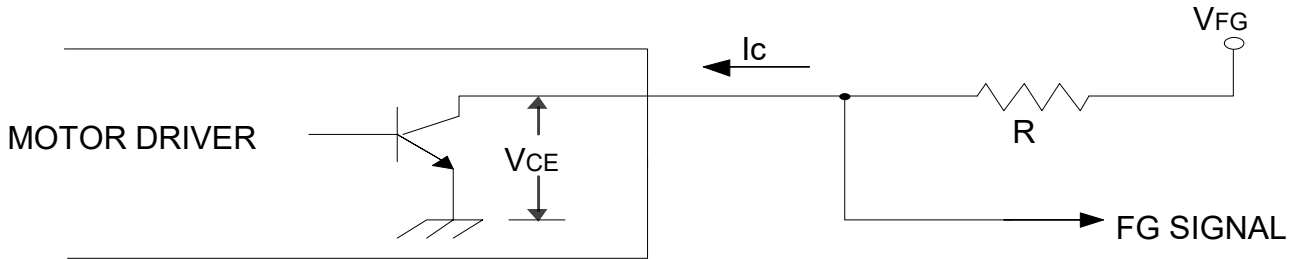 VFG
Ic
MOTOR DRIVER
VCE
R
FG SIGNAL